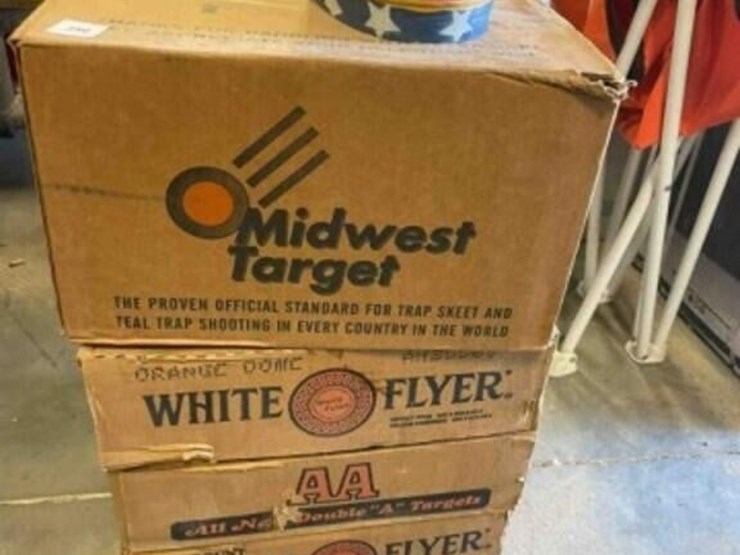 Midwest
Target
THE PROVEN OFFICIAL STANDARD FOR TRAP SKEET AND
TEAL TRAP SHOOTING IN EVERY COUNTRY IN THE WORLD
ORANGE DOME
WHITE FLYER
AA
All New Double "A" Targets
FLYER